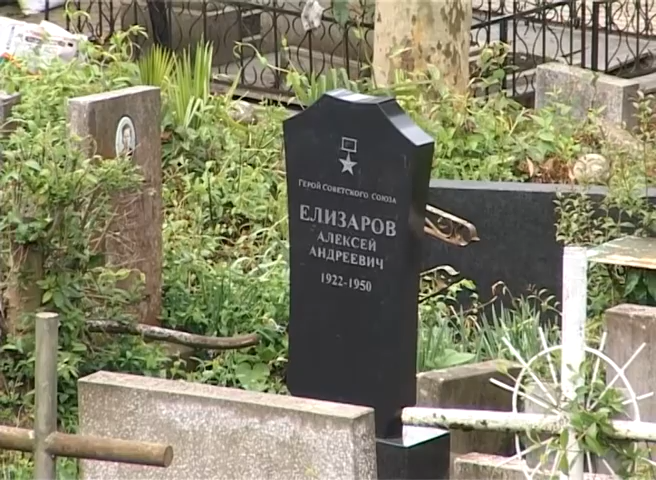 ГЕРОЙ СОВЕТСКОГО СОЮЗА
ЕЛИЗАРОВ
АЛЕКСЕЙ
АНДРЕЕВИЧ
1922-1950